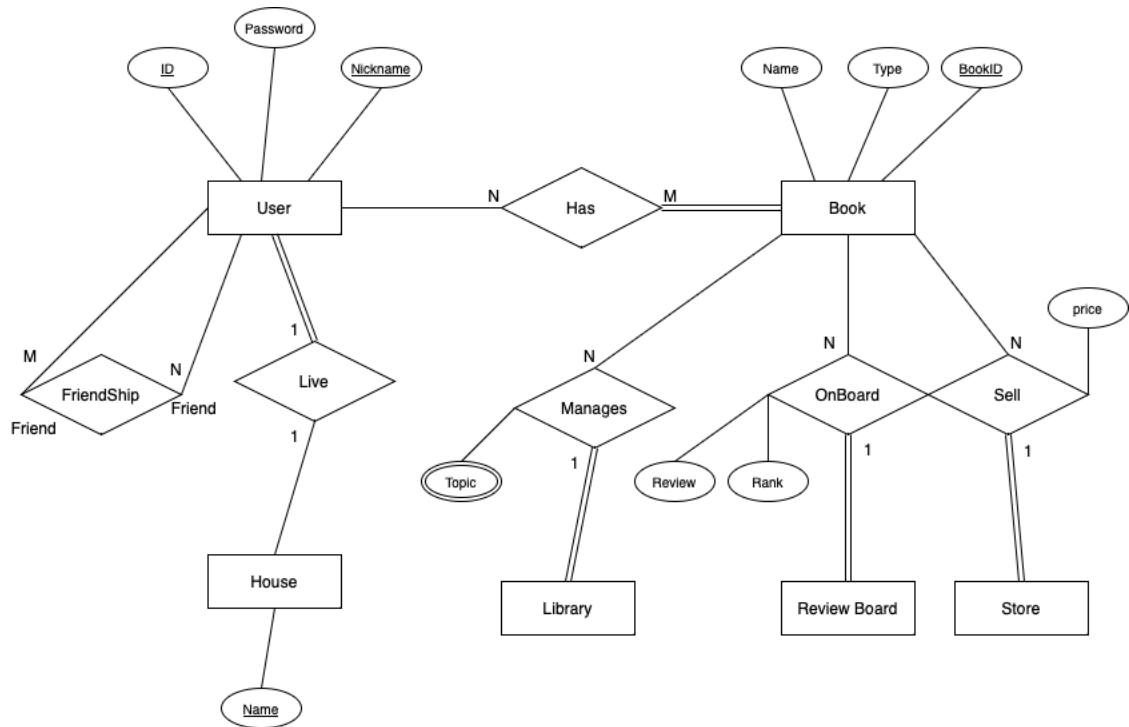 Password
ID
Nickname
Name
Type
BookID
User
N
Has
M
Book
price
M
N
1
N
N
N
FriendShip
Friend
Friend
Live
Manages
OnBoard
Sell
1
1
1
1
Topic
Review
Rank
House
Library
Review Board
Store
Name